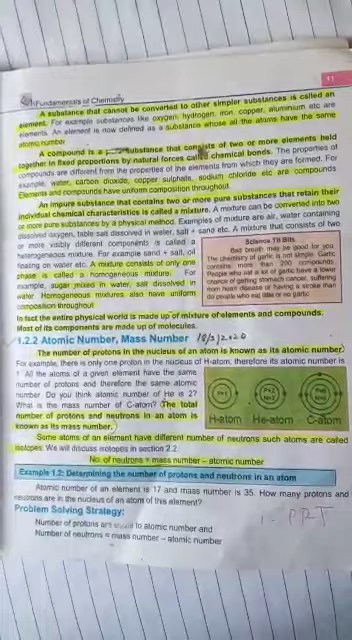 11
Fundamentals of Chemistry
A substance that cannot be converted to other simpler substances is called an
element. For example substances like oxygen, hydrogen, iron, copper, aluminum etc are
elements. An element is now defined as a substance whose all the atoms have the same
atomic number.
A compound is a substance that consists of two or more elements held
together in fixed proportions by natural forces called chemical bonds. The properties of
compounds are different from the properties of the elements from which they are formed. For
example, water, carbon dioxide, copper sulphate, sodium chloride etc are compounds
Elements and compounds have uniform composition throughout.
An impure substance that contains two or more pure substances that retain their
individual chemical characteristics is called a mixture. A mixture can be converted into two
or more pure substances by a physical method. Examples of mixture are air, water containing
dissolved oxygen, table salt dissolved in water, salt + sand etc. A mixture that consists of two
or more visibly different components is called a
heterogeneous mixture. For example sand + salt, oil
floating on water etc. A mixture consists of only one
phase is called a homogeneous mixture. For
example, sugar mixed in water, salt dissolved in
water. Homogeneous mixtures also have uniform
composition throughout
Science Tit Bits
Bad breath may be good for you.
The chemistry of garlic is not simple. Garlic
contains more than 200 compounds.
People who eat a lot of garlic have a lower
chance of getting stomach cancer, suffering
from heart disease or having a stroke than
do people who eat little or no garlic.
In fact the entire physical world is made up of mixture of elements and compounds.
Most of its components are made up of molecules.
1.2.2 Atomic Number, Mass Number
The number of protons in the nucleus of an atom is known as its atomic number.
For example, there is only one proton in the nucleus of H-atom, therefore its atomic number is
1. All the atoms of a given element have the same
number of protons and therefore the same atomic
number. Do you think atomic number of He is 2?
What is the mass number of C-atom? The total
number of protons and neutrons in an atom is
known as its mass number.
H-atom He-atom C-atom
Some atoms of an element have different number of neutrons such atoms are called
isotopes. We will discuss isotopes in section 2.2.
No. of neutrons = mass number – atomic number
Example 1.2: Determining the number of protons and neutrons in an atom
Atomic number of an element is 17 and mass number is 35. How many protons and
neutrons are in the nucleus of an atom of this element?
Problem Solving Strategy:
Number of protons are equal to atomic number and
Number of neutrons = mass number – atomic number